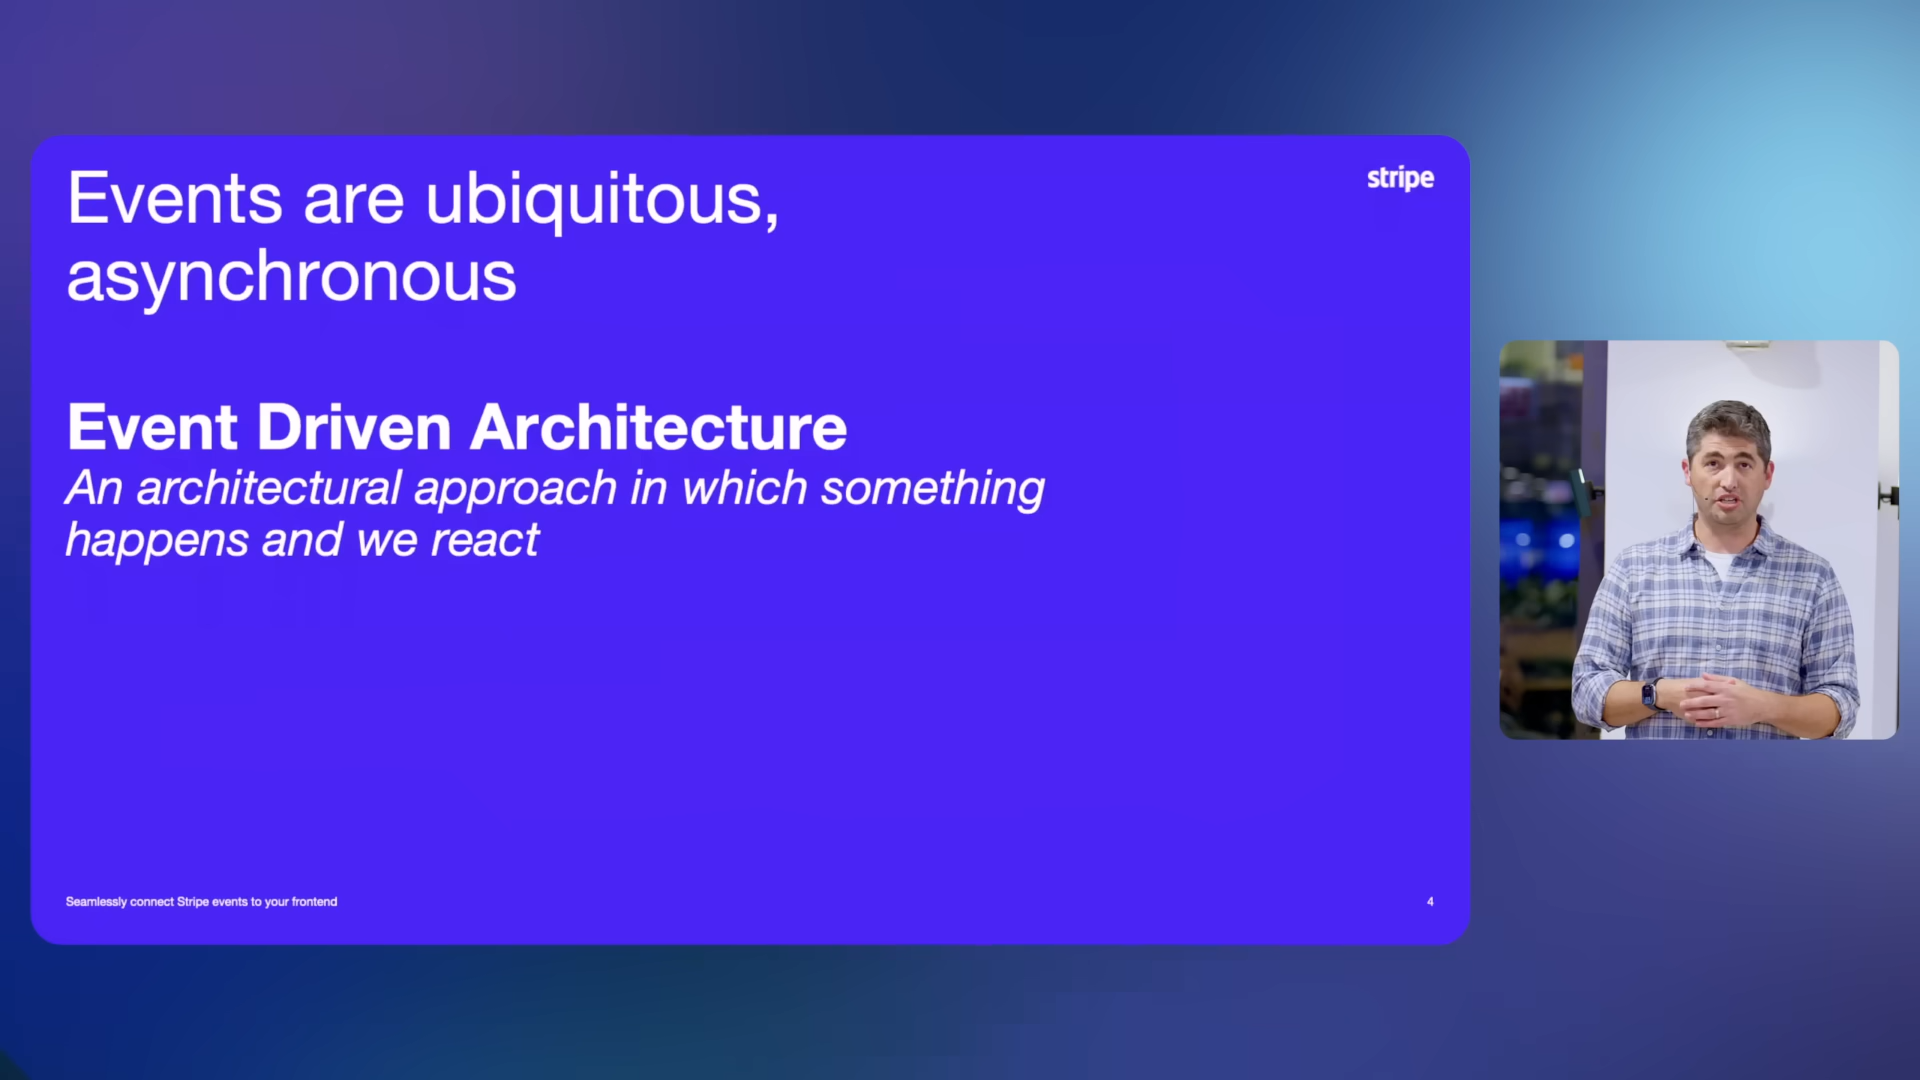 Events are ubiquitous,
asynchronous
stripe
Event Driven Architecture
An architectural approach in which something
happens and we react
Seamlessly connect Stripe events to your frontend
4